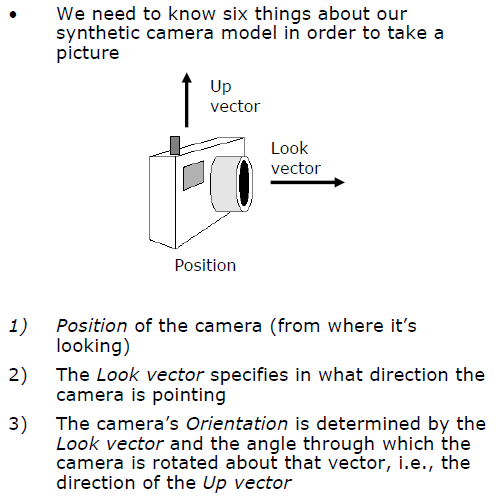 • We need to know six things about our
synthetic camera model in order to take a
picture
Up
vector
Look
vector
Position
1) Position of the camera (from where it’s
looking)
2) The Look vector specifies in what direction the
camera is pointing
3) The camera’s Orientation is determined by the
Look vector and the angle through which the
camera is rotated about that vector, i.e., the
direction of the Up vector